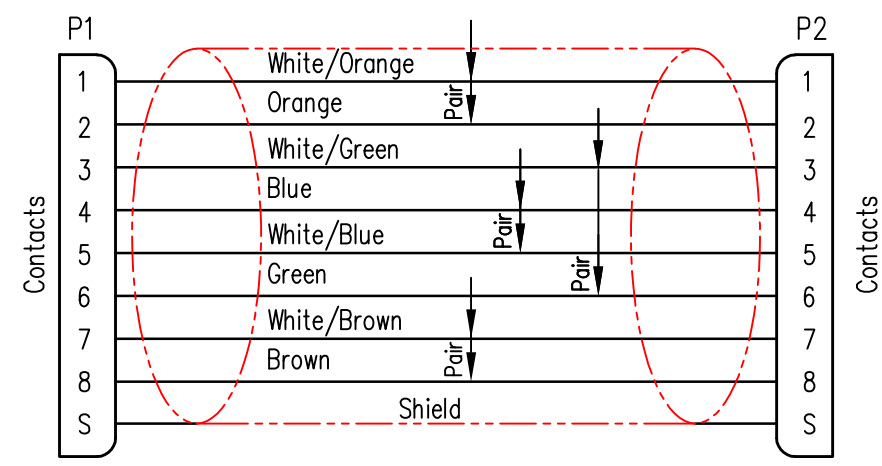 P1 P2
White/Orange
1 1
Orange Pair
2 2
White/Green
3 3
Blue
4 4
Contacts White/Blue Pair Contacts
5 5
Green Pair
6 6
White/Brown
7 7
Brown Pair
8 8
Shield
S S